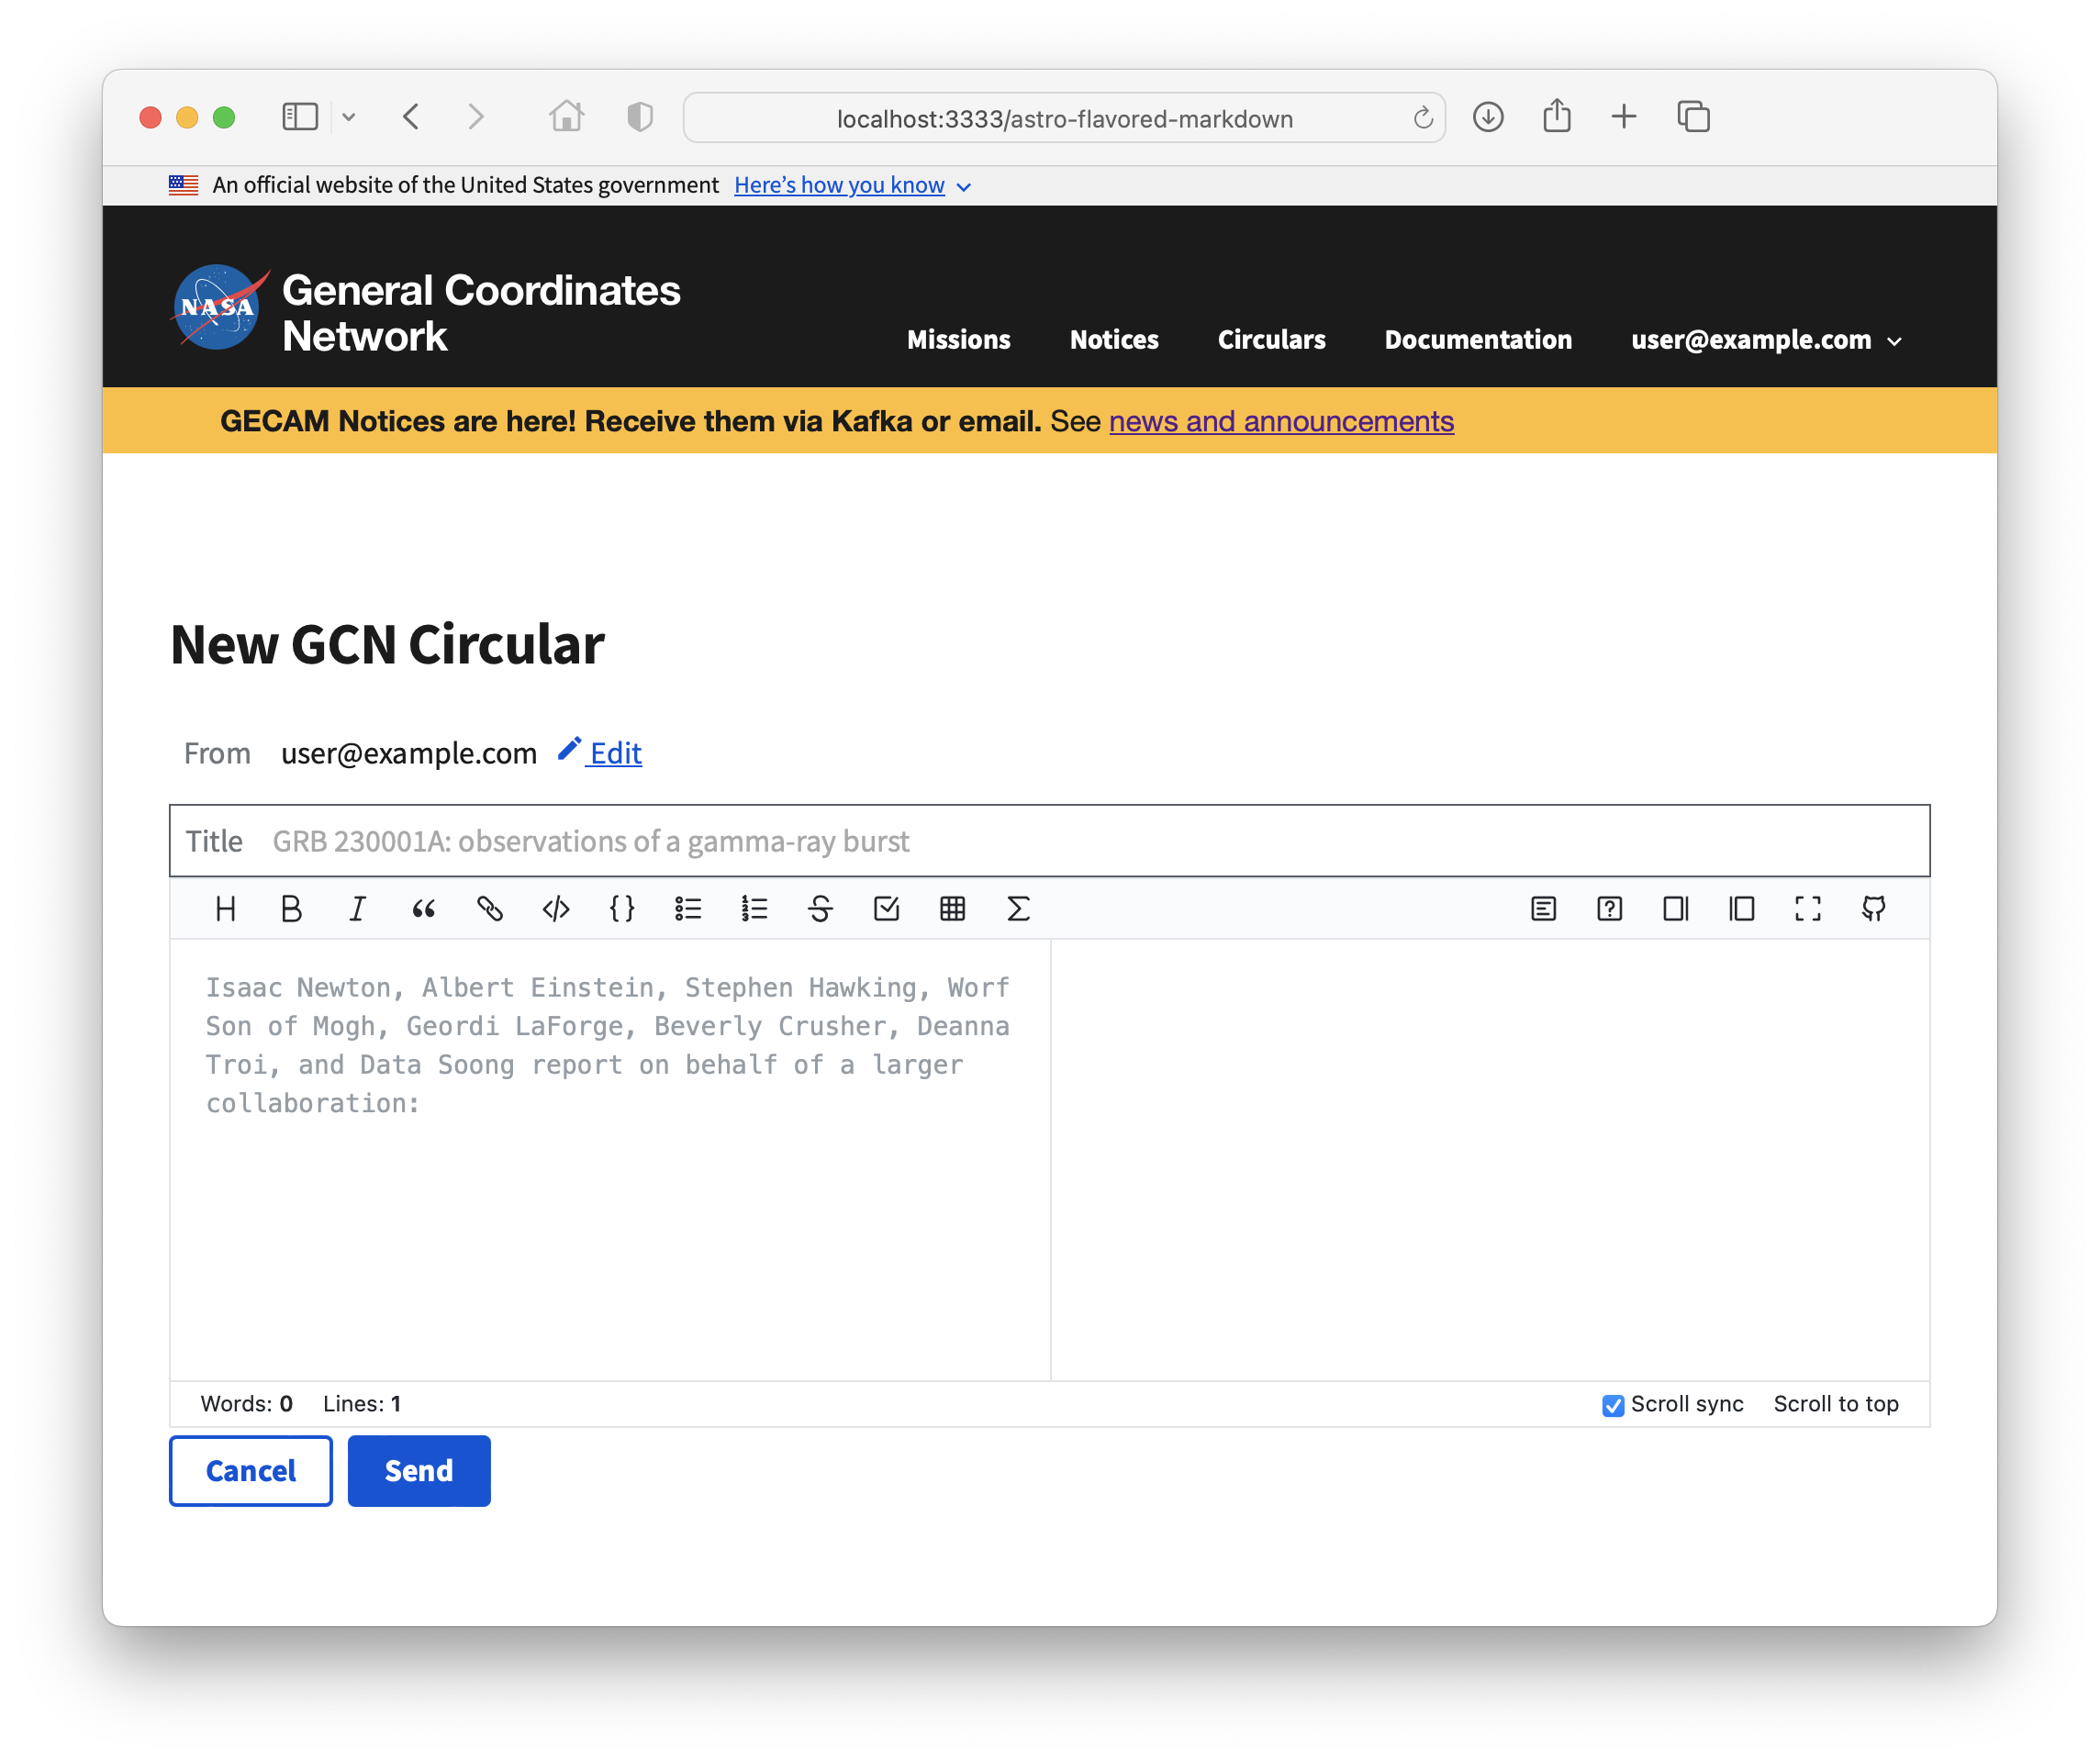 localhost:3333/astro-flavored-markdown
An official website of the United States government Here’s how you know
NASA
General Coordinates
Network
Missions Notices Circulars Documentation user@example.com
GECAM Notices are here! Receive them via Kafka or email. See news and announcements
New GCN Circular
From user@example.com Edit
Title GRB 230001A: observations of a gamma-ray burst
Isaac Newton, Albert Einstein, Stephen Hawking, Worf
Son of Mogh, Geordi LaForge, Beverly Crusher, Deanna
Troi, and Data Soong report on behalf of a larger
collaboration:
Words: 0 Lines: 1 Scroll sync Scroll to top
Cancel Send